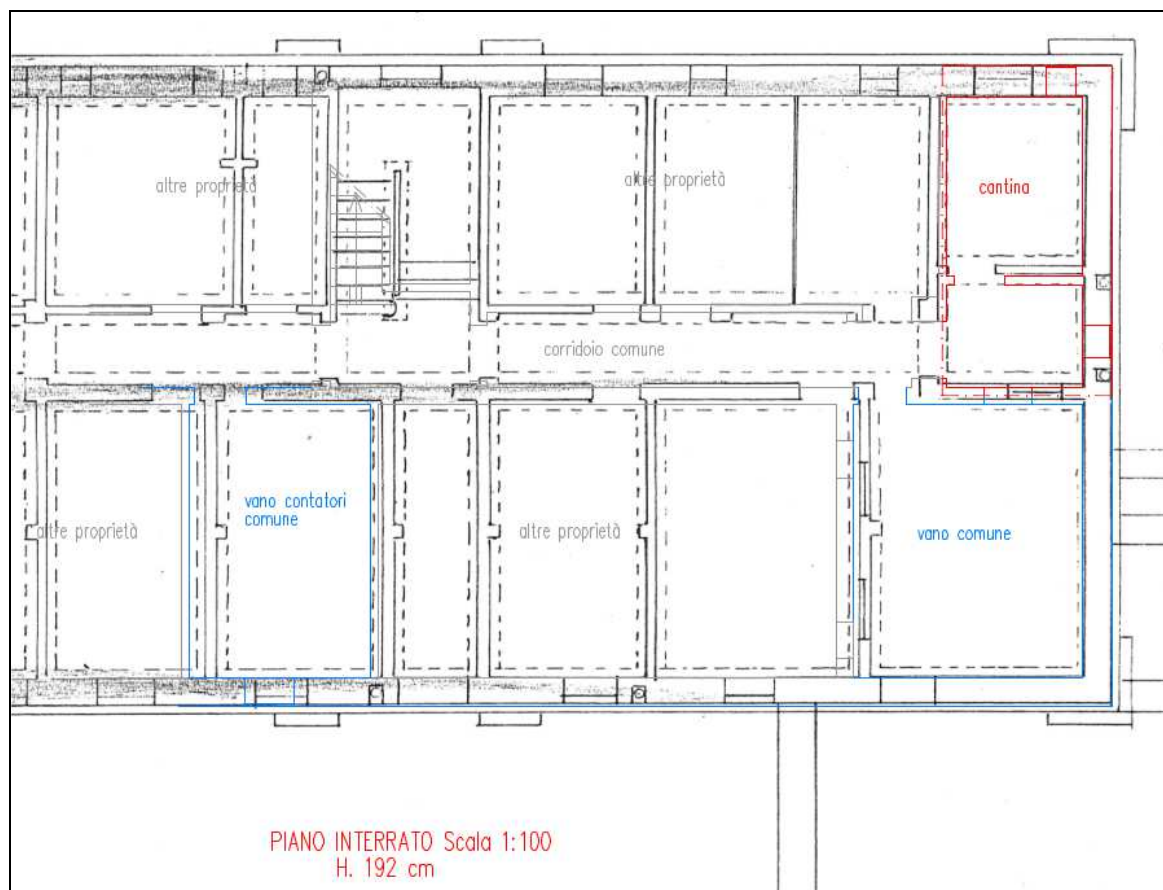 altre proprietà
altre proprietà
cantina
corridoio comune
vano contatori
comune
altre proprietà
altre proprietà
vano comune
PIANO INTERRATO Scala 1:100
H. 192 cm